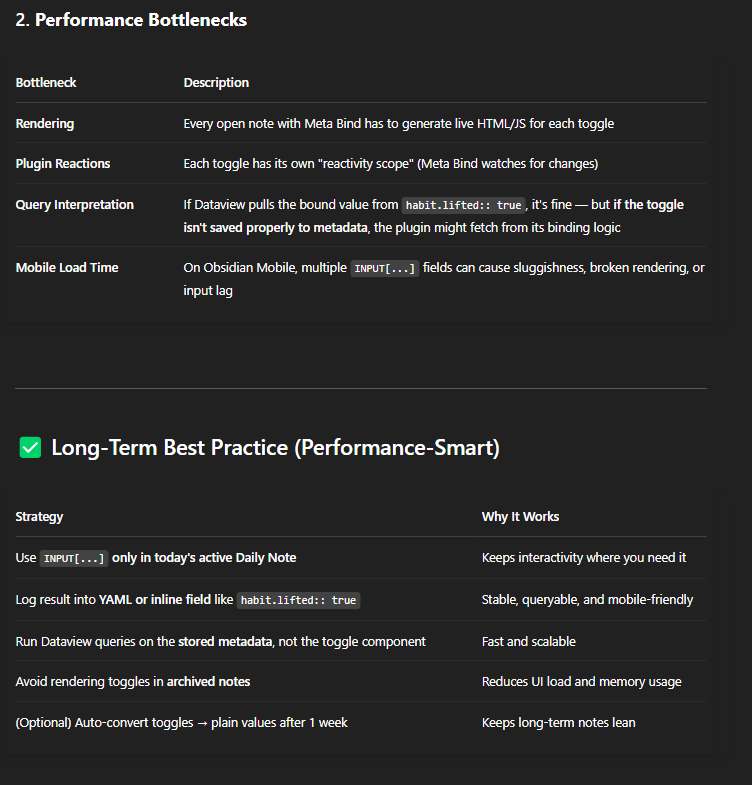 2. Performance Bottlenecks
Bottleneck Description
Rendering Every open note with Meta Bind has to generate live HTML/JS for each toggle
Plugin Reactions Each toggle has its own "reactivity scope" (Meta Bind watches for changes)
Query Interpretation If Dataview pulls the bound value from habit.lifted:: true, it's fine — but if the toggle
isn't saved properly to metadata, the plugin might fetch from its binding logic
Mobile Load Time On Obsidian Mobile, multiple INPUT[...] fields can cause sluggishness, broken rendering, or
input lag
✅ Long-Term Best Practice (Performance-Smart)
Strategy Why It Works
Use INPUT[...] only in today's active Daily Note Keeps interactivity where you need it
Log result into YAML or inline field like habit.lifted:: true Stable, queryable, and mobile-friendly
Run Dataview queries on the stored metadata, not the toggle component Fast and scalable
Avoid rendering toggles in archived notes Reduces UI load and memory usage
(Optional) Auto-convert toggles → plain values after 1 week Keeps long-term notes lean